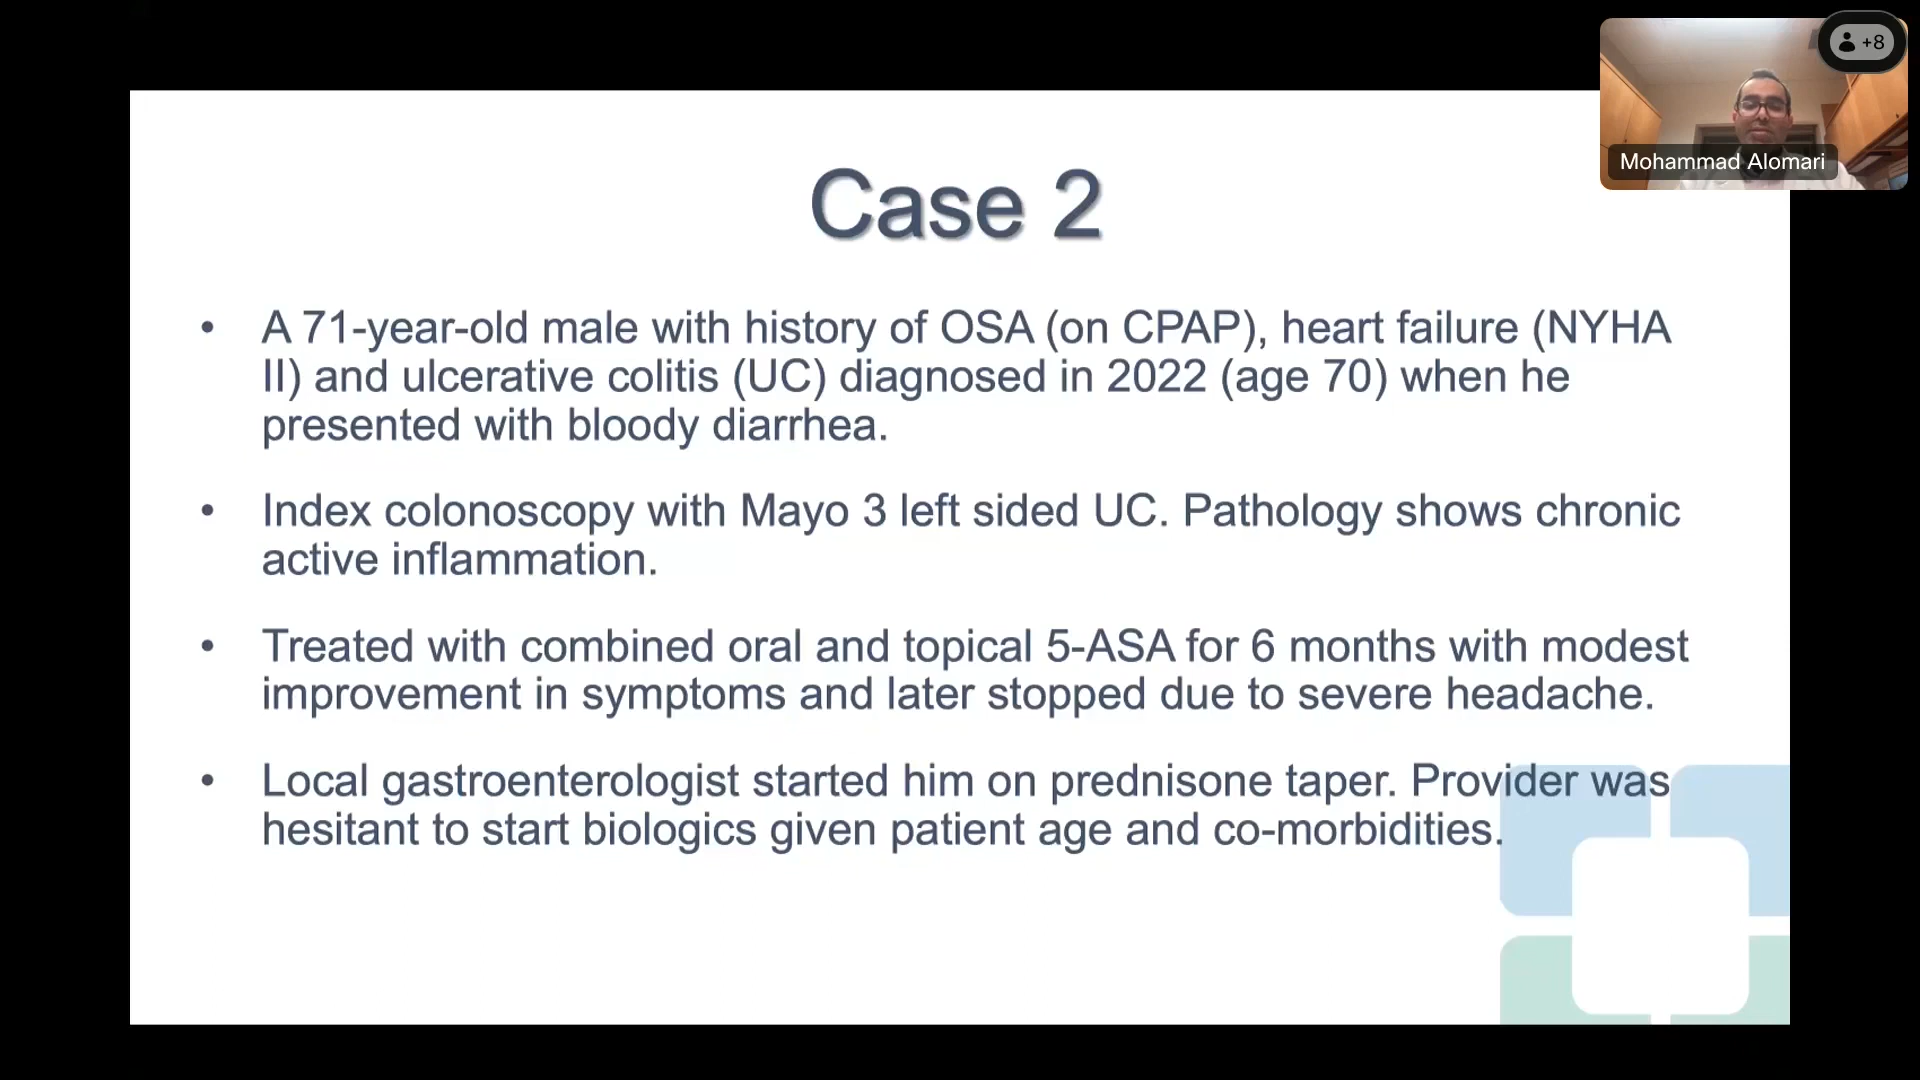 +8
Mohammad Alomari
Case 2
• A 71-year-old male with history of OSA (on CPAP), heart failure (NYHA
II) and ulcerative colitis (UC) diagnosed in 2022 (age 70) when he
presented with bloody diarrhea.
• Index colonoscopy with Mayo 3 left sided UC. Pathology shows chronic
active inflammation.
• Treated with combined oral and topical 5-ASA for 6 months with modest
improvement in symptoms and later stopped due to severe headache.
• Local gastroenterologist started him on prednisone taper. Provider was
hesitant to start biologics given patient age and co-morbidities.